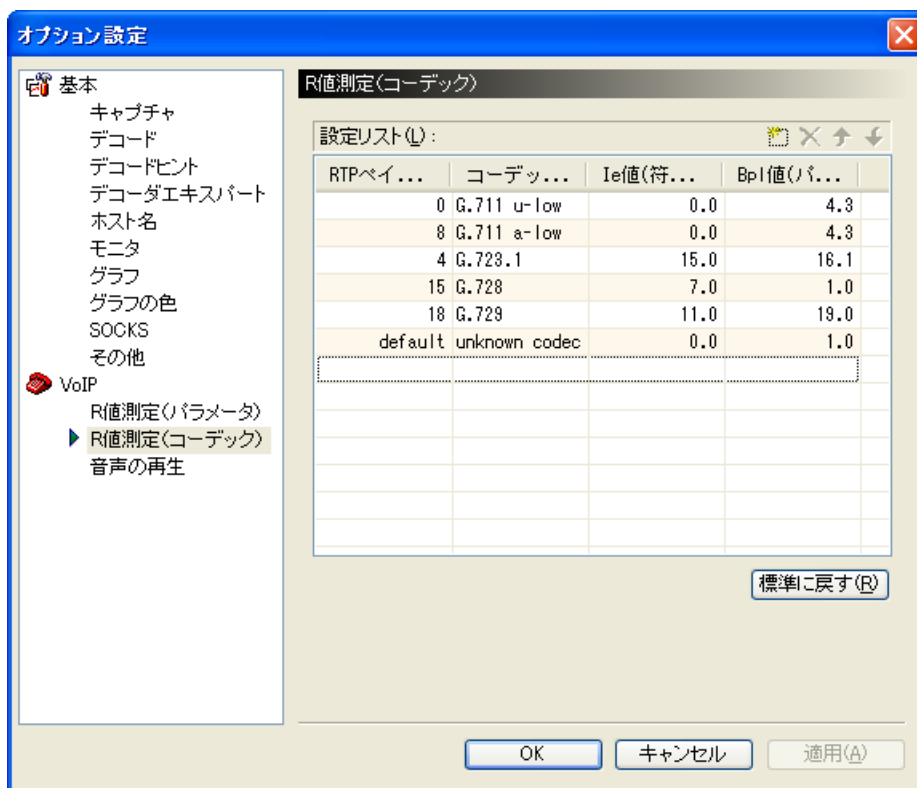 オプション設定
基本
キャプチャ
デコード
デコードヒント
デコーダエキスパート
ホスト名
モニタ
グラフ
グラフの色
SOCKS
その他
VoIP
R値測定(パラメータ)
R値測定(コーデック)
音声の再生
R値測定(コーデック)
設定リスト(L):
RTPペイ... コーデッ... Ie値(符... Bpl値(パ...
0 G.711 u-low 0.0 4.3
8 G.711 a-low 0.0 4.3
4 G.723.1 15.0 16.1
15 G.728 7.0 1.0
18 G.729 11.0 19.0
default unknown codec 0.0 1.0
標準に戻す(R)
OK キャンセル 適用(A)